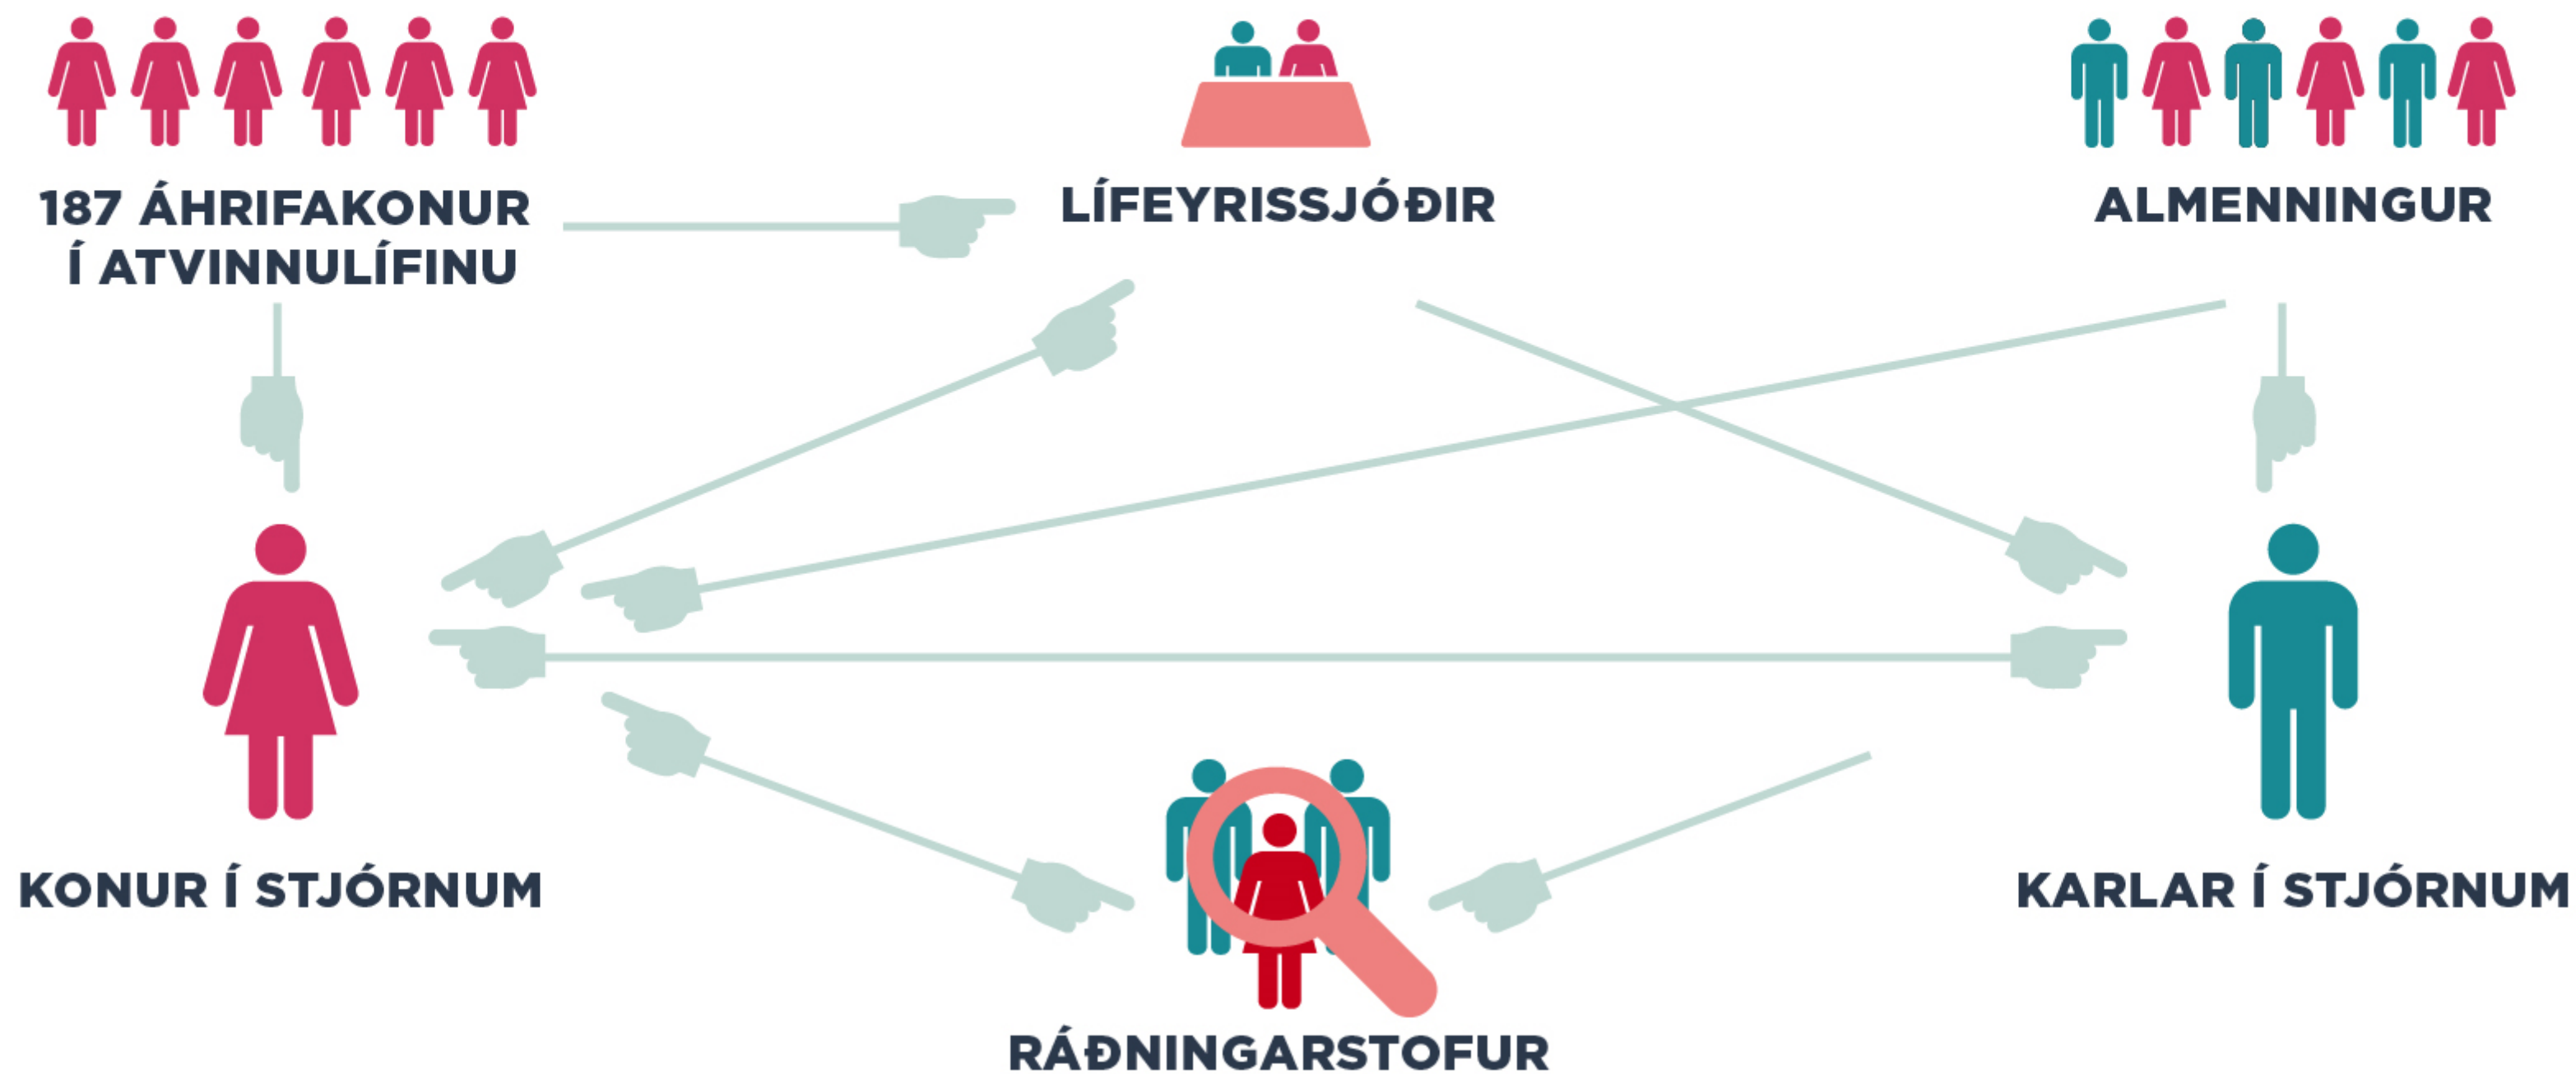 187 ÁHRIFAKONUR
Í ATVINNULÍFINU
LÍFEYRISSJÓÐIR
ALMENNINGUR
KONUR Í STJÓRNUM
KARLAR Í STJÓRNUM
RÁÐNINGARSTOFUR